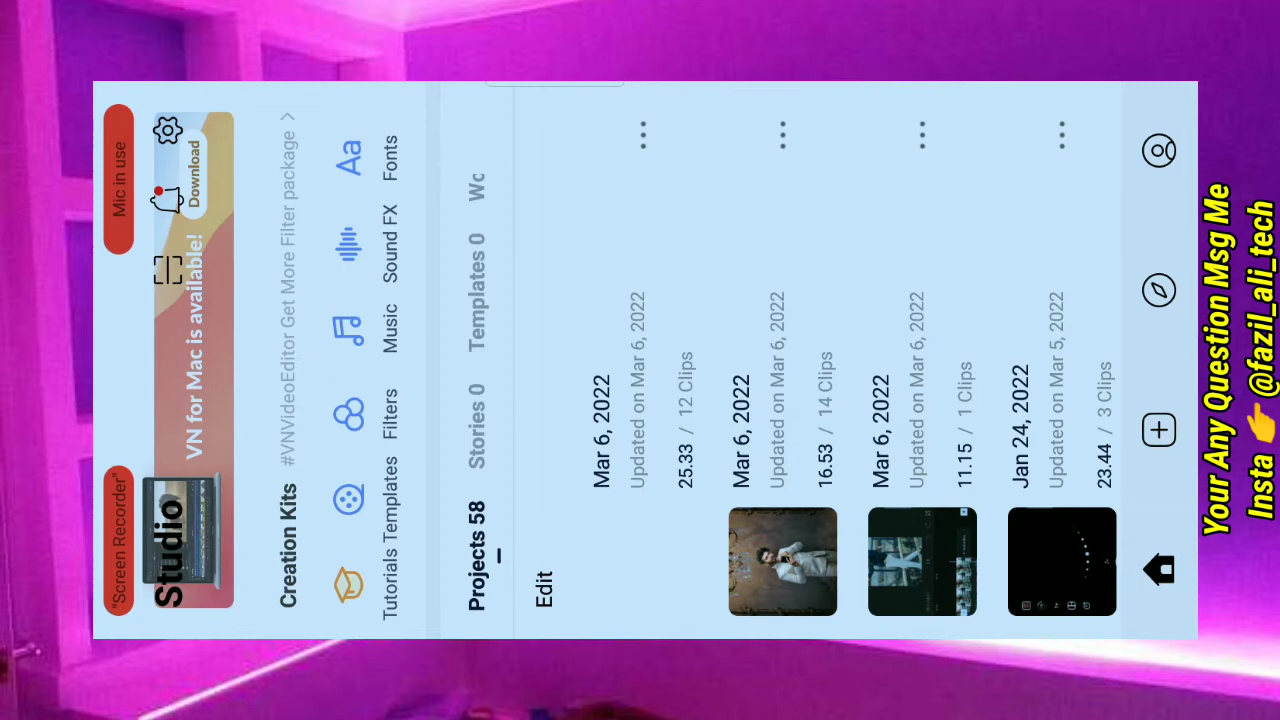 "Screen Recorder"
Mic in use
Studio
VN for Mac is available!
Download
Creation Kits
#VNVideoEditor Get More Filter package >
Aa
Tutorials
Templates
Filters
Music
Sound FX
Fonts
Projects 58
Stories 0
Templates 0
Wo
Edit
Mar 6, 2022
Updated on Mar 6, 2022
25.33 / 12 Clips
Mar 6, 2022
Updated on Mar 6, 2022
16.53 / 14 Clips
Mar 6, 2022
Updated on Mar 6, 2022
11.15 / 1 Clips
Jan 24, 2022
Updated on Mar 5, 2022
23.44 / 3 Clips
Your Any Question Msg Me
Insta 👉 @fazil_ali_tech